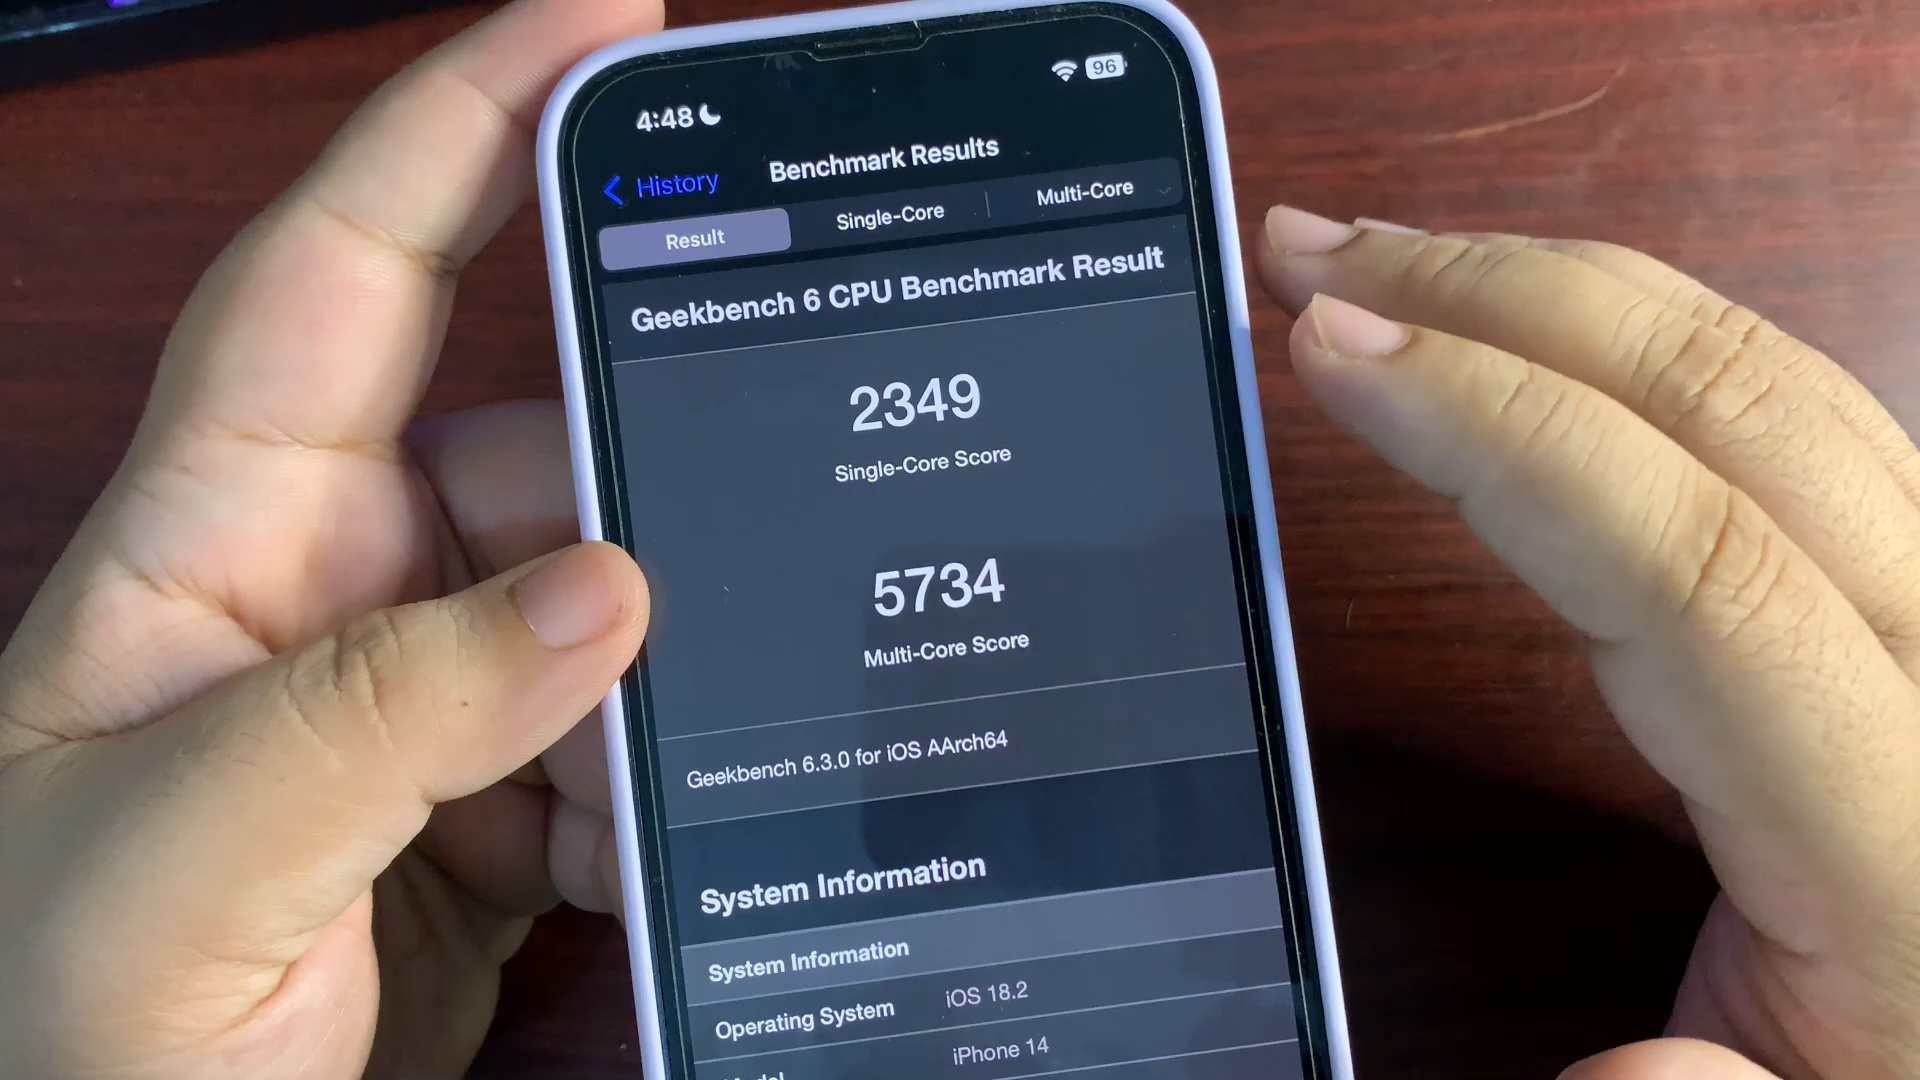 4:48
96
History
Benchmark Results
Result
Single-Core
Multi-Core
Geekbench 6 CPU Benchmark Result
2349
Single-Core Score
5734
Multi-Core Score
Geekbench 6.3.0 for iOS AArch64
System Information
System Information
Operating System iOS 18.2
iPhone 14